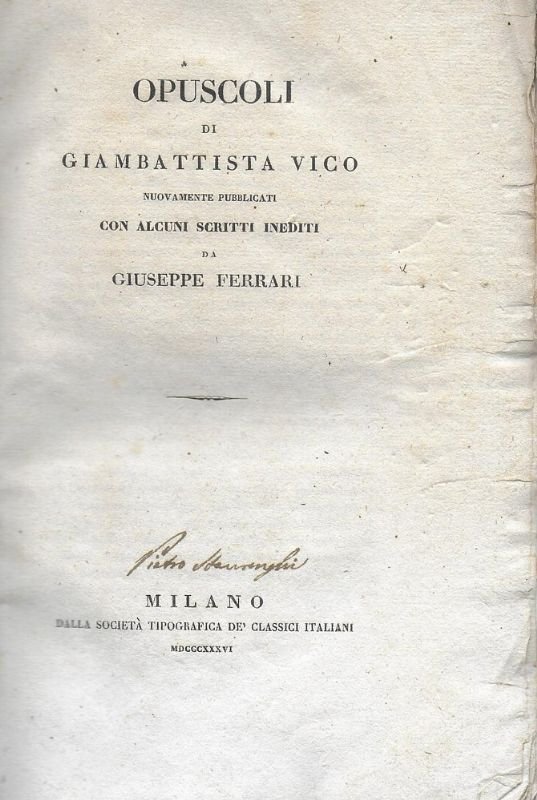 OPUSCOLI
DI
GIAMBATTISTA VICO
NUOVAMENTE PUBBLICATI
CON ALCUNI SCRITTI INEDITI
DA
GIUSEPPE FERRARI
Pietro
MILANO
DALLA SOCIETÀ TIPOGRAFICA DE' CLASSICI ITALIANI
MDCCCXXXVI